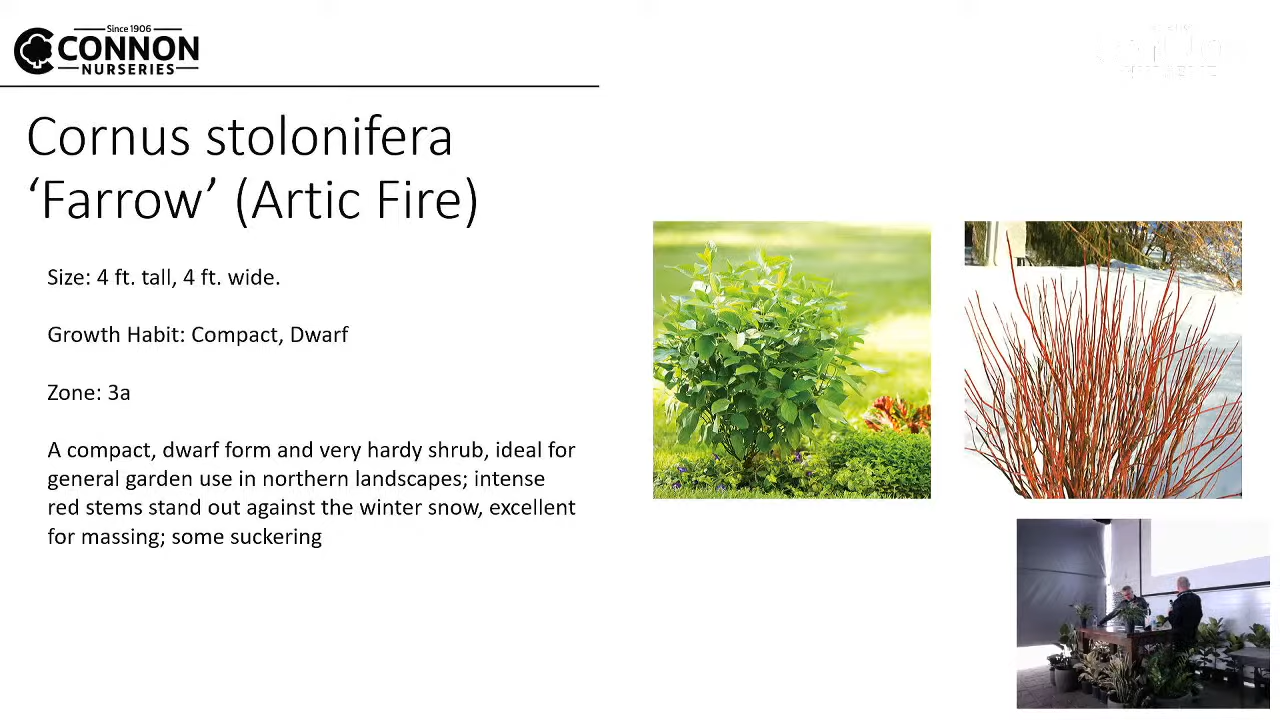 Since 1906
CONNON
NURSERIES
Cornus stolonifera
‘Farrow’ (Artic Fire)
Size: 4 ft. tall, 4 ft. wide.
Growth Habit: Compact, Dwarf
Zone: 3a
A compact, dwarf form and very hardy shrub, ideal for
general garden use in northern landscapes; intense
red stems stand out against the winter snow, excellent
for massing; some suckering